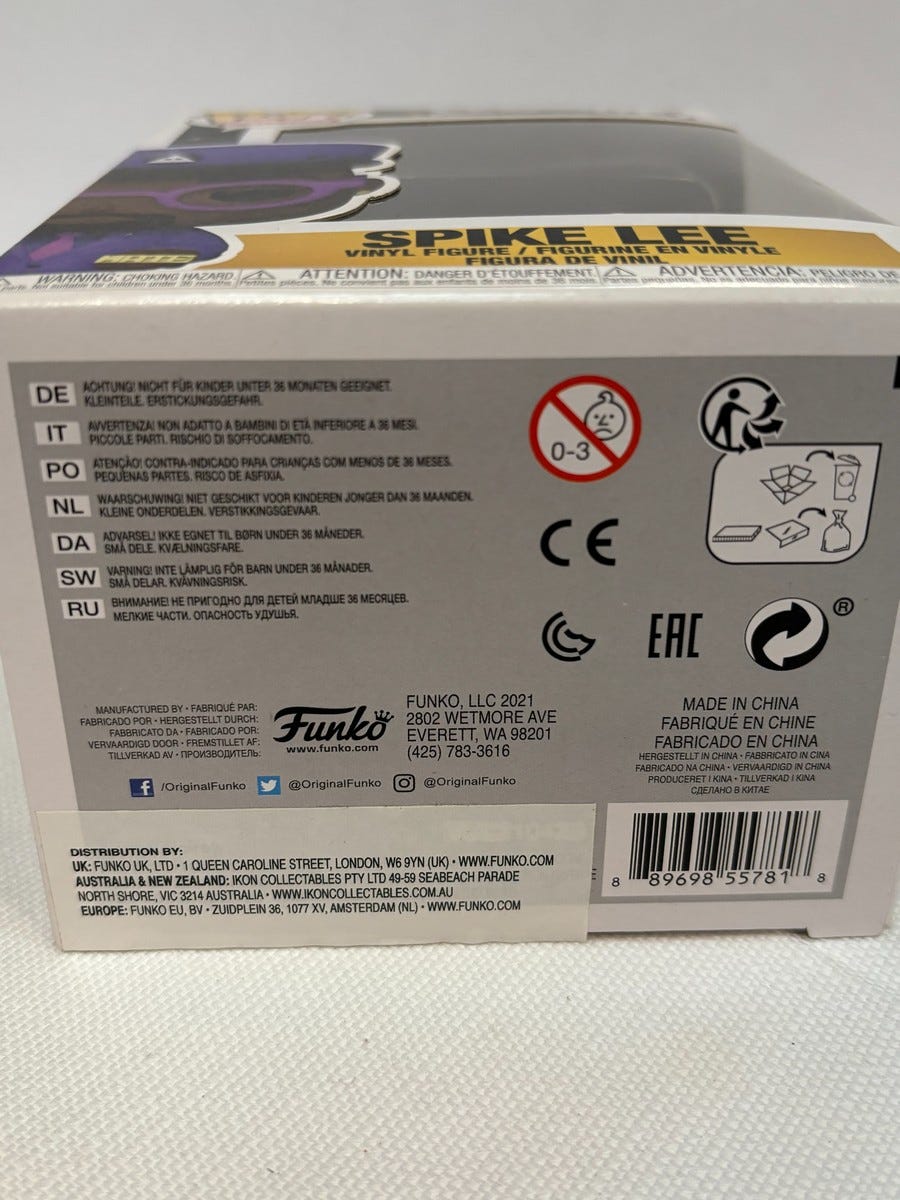 SPIKE LEE
VINYL FIGURE / FIGURINE EN VINYLE
FIGURA DE VINIL
WARNING: CHOKING HAZARD. ATTENTION: DANGER D'ÉTOUFFEMENT. ADVERTENCIA: PELIGRO DE
DE ACHTUNG! NICHT FÜR KINDER UNTER 36 MONATEN GEEIGNET.
KLEINTEILE. ERSTICKUNGSGEFAHR.
IT AVVERTENZA! NON ADATTO A BAMBINI DI ETÀ INFERIORE A 36 MESI.
PICCOLE PARTI. RISCHIO DI SOFFOCAMENTO.
PO ATENÇÃO! CONTRA-INDICADO PARA CRIANÇAS COM MENOS DE 36 MESES.
PEQUENAS PARTES. RISCO DE ASFIXIA.
NL WAARSCHUWING! NIET GESCHIKT VOOR KINDEREN JONGER DAN 36 MAANDEN.
KLEINE ONDERDELEN. VERSTIKKINGSGEVAAR.
DA ADVARSEL! IKKE EGNET TIL BØRN UNDER 36 MÅNEDER.
SMÅ DELE. KVÆLNINGSFARE.
SW VARNING! INTE LÄMPLIG FÖR BARN UNDER 36 MÅNADER.
SMÅ DELAR. KVÄVNINGSRISK.
RU ВНИМАНИЕ! НЕ ПРИГОДНО ДЛЯ ДЕТЕЙ МЛАДШЕ 36 МЕСЯЦЕВ.
МЕЛКИЕ ЧАСТИ. ОПАСНОСТЬ УДУШЬЯ.
0-3
CE
EAC
®
MANUFACTURED BY • FABRIQUÉ PAR:
FABRICADO POR • HERGESTELLT DURCH:
FABBRICATO DA • FABRICADO POR:
VERVAARDIGD DOOR • FREMSTILLET AF:
TILLVERKAD AV • ПРОИЗВОДИТЕЛЬ:
Funko
www.funko.com
FUNKO, LLC 2021
2802 WETMORE AVE
EVERETT, WA 98201
(425) 783-3616
/OriginalFunko @OriginalFunko @OriginalFunko
MADE IN CHINA
FABRIQUÉ EN CHINE
FABRICADO EN CHINA
HERGESTELLT IN CHINA • FABBRICATO IN CINA
FABRICADO NA CHINA • VERVAARDIGD IN CHINA
PRODUCERET I KINA • TILLVERKAD I KINA
СДЕЛАНО В КИТАЕ
DISTRIBUTION BY:
UK: FUNKO UK, LTD • 1 QUEEN CAROLINE STREET, LONDON, W6 9YN (UK) • WWW.FUNKO.COM
AUSTRALIA & NEW ZEALAND: IKON COLLECTABLES PTY LTD 49-59 SEABEACH PARADE
NORTH SHORE, VIC 3214 AUSTRALIA • WWW.IKONCOLLECTABLES.COM.AU
EUROPE: FUNKO EU, BV • ZUIDPLEIN 36, 1077 XV, AMSTERDAM (NL) • WWW.FUNKO.COM
8 89698 55781 8